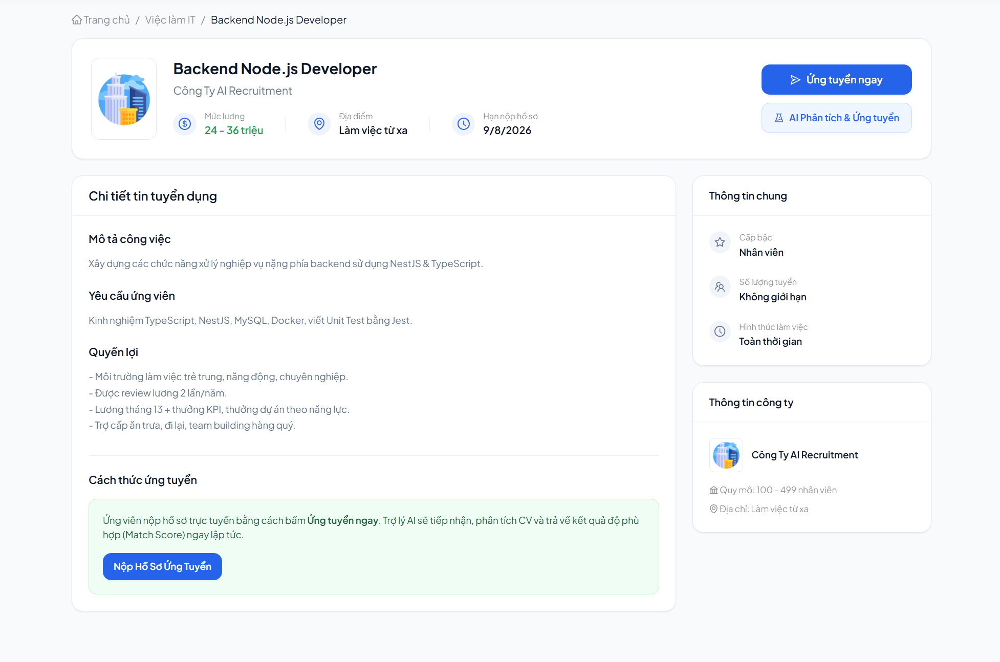 Trang chủ / Việc làm IT / Backend Node.js Developer
Backend Node.js Developer
Công Ty AI Recruitment
Mức lương
24 - 36 triệu
Địa điểm
Làm việc từ xa
Hạn nộp hồ sơ
9/8/2026
Ứng tuyển ngay
AI Phân tích & Ứng tuyển
Chi tiết tin tuyển dụng
Mô tả công việc
Xây dựng các chức năng xử lý nghiệp vụ nặng phía backend sử dụng NestJS & TypeScript.
Yêu cầu ứng viên
Kinh nghiệm TypeScript, NestJS, MySQL, Docker, viết Unit Test bằng Jest.
Quyền lợi
- Môi trường làm việc trẻ trung, năng động, chuyên nghiệp.
- Được review lương 2 lần/năm.
- Lương tháng 13 + thưởng KPI, thưởng dự án theo năng lực.
- Trợ cấp ăn trưa, đi lại, team building hàng quý.
Cách thức ứng tuyển
Ứng viên nộp hồ sơ trực tuyến bằng cách bấm Ứng tuyển ngay. Trợ lý AI sẽ tiếp nhận, phân tích CV và trả về kết quả độ phù
hợp (Match Score) ngay lập tức.
Nộp Hồ Sơ Ứng Tuyển
Thông tin chung
Cấp bậc
Nhân viên
Số lượng tuyển
Không giới hạn
Hình thức làm việc
Toàn thời gian
Thông tin công ty
Công Ty AI Recruitment
Quy mô: 100 - 499 nhân viên
Địa chỉ: Làm việc từ xa